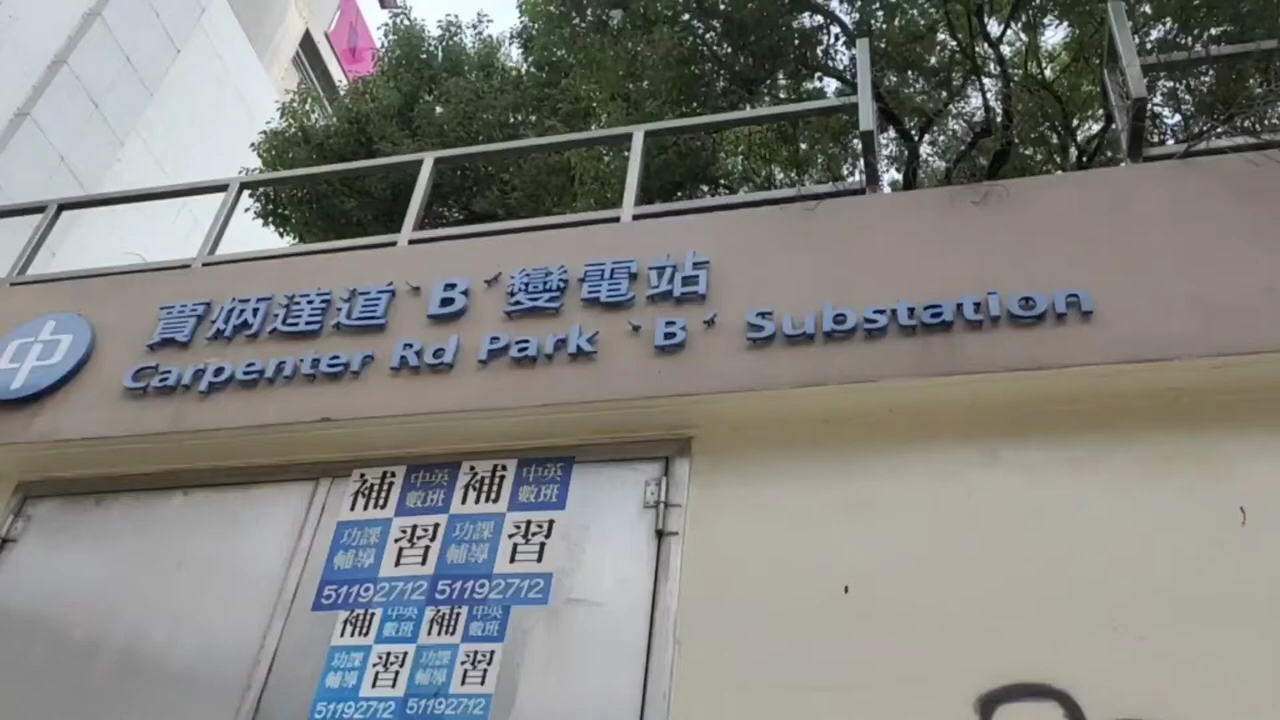 賈炳達道‵B′變電站
Carpenter Rd Park ‵B′ Substation
補 中英數班 補 中英數班
功課輔導 習 功課輔導 習
51192712 51192712
補 中英數班 補 中英數班
功課輔導 習 功課輔導 習
51192712 51192712